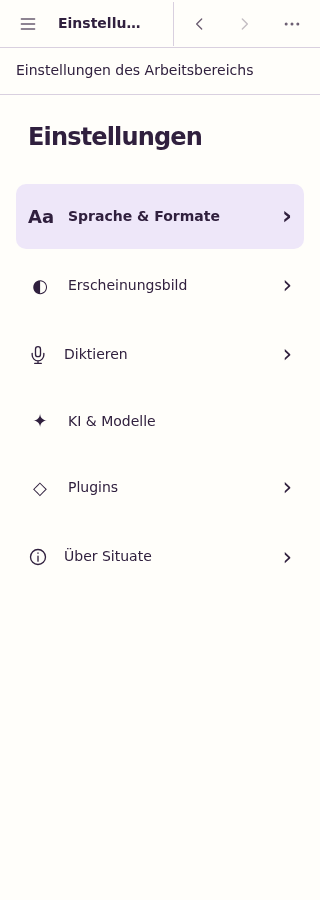 Einstellu…
Einstellungen des Arbeitsbereichs
Einstellungen
Aa Sprache & Formate
Erscheinungsbild
Diktieren
KI & Modelle
Plugins
Über Situate